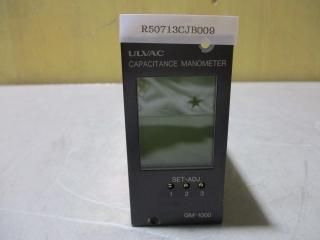 R50713CJB009
ULVAC
CAPACITANCE MANOMETER
SET-ADJ.
1 2 3
GM-1000